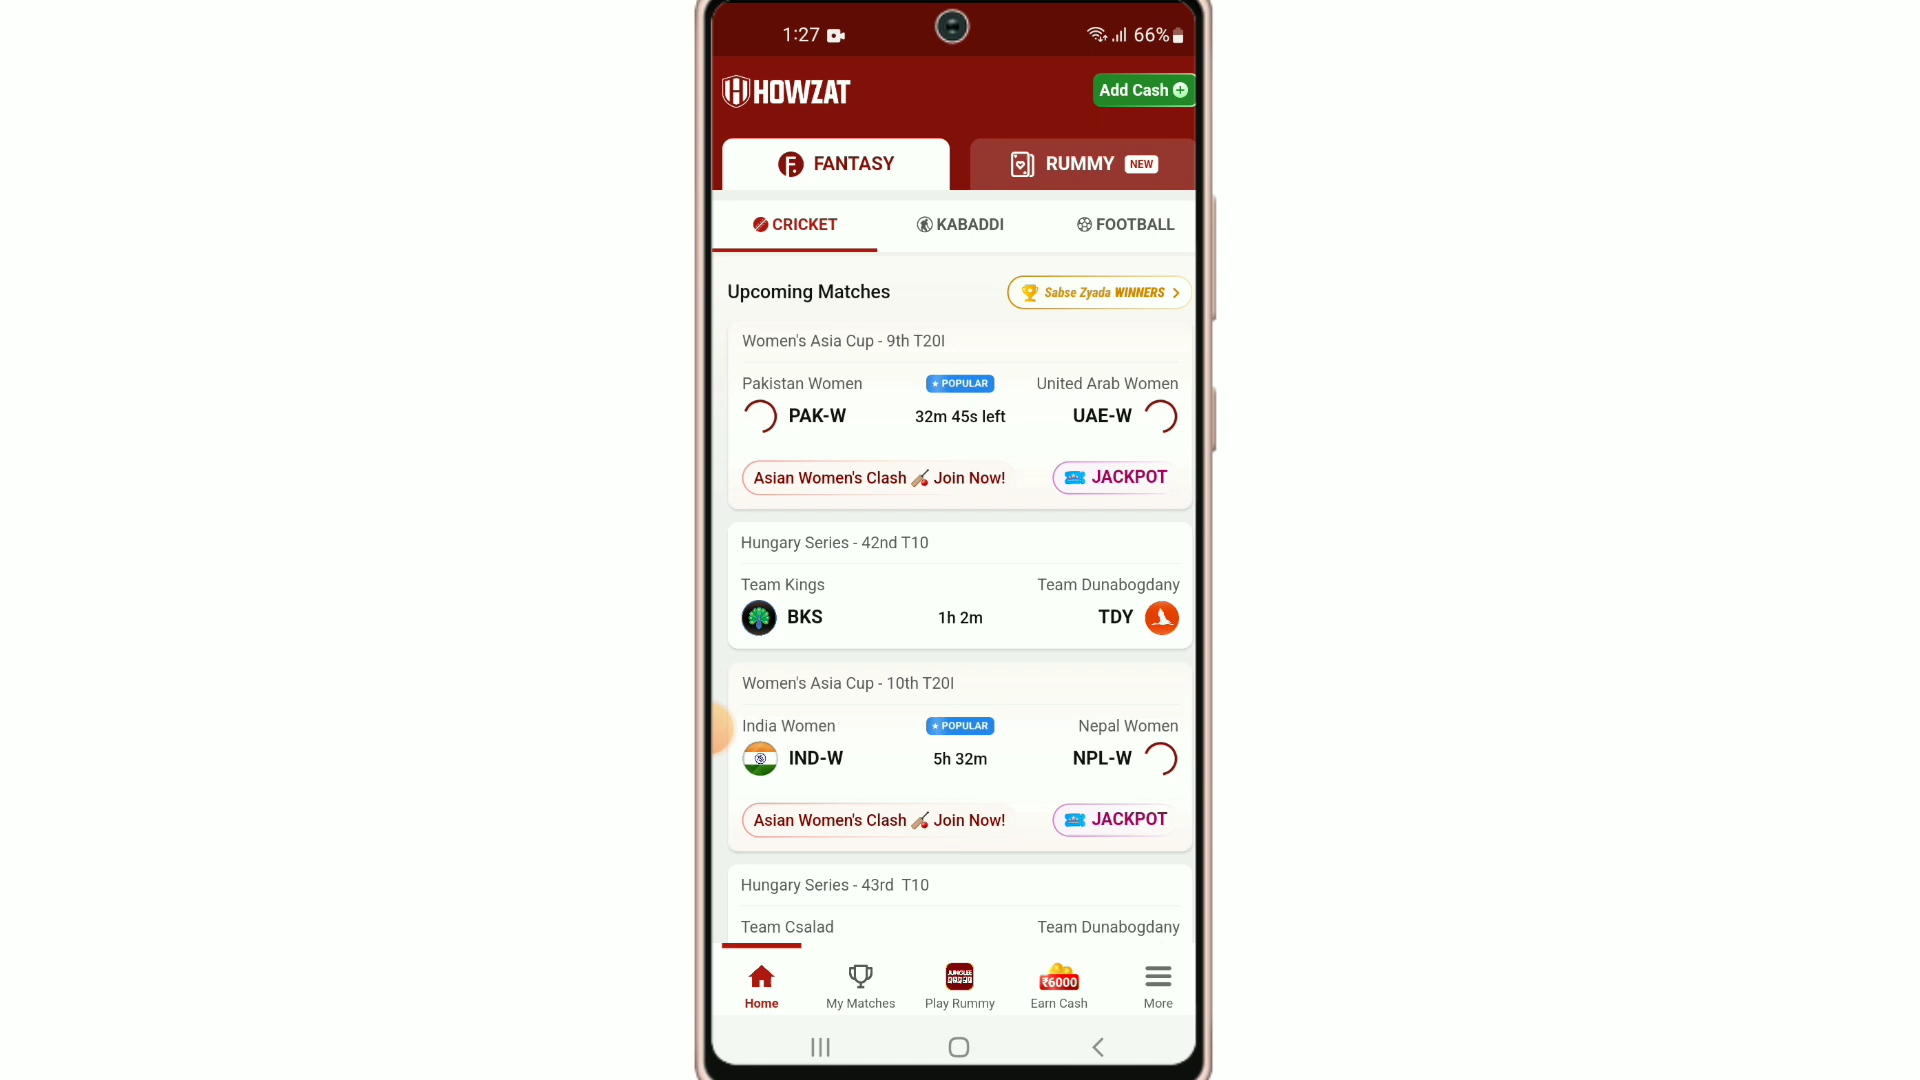 1:27
66%
HOWZAT
Add Cash
FANTASY
RUMMY NEW
CRICKET
KABADDI
FOOTBALL
Upcoming Matches
Sabse Zyada WINNERS
Women's Asia Cup - 9th T20I
Pakistan Women
POPULAR
United Arab Women
PAK-W
32m 45s left
UAE-W
Asian Women's Clash 🏏 Join Now!
JACKPOT
Hungary Series - 42nd T10
Team Kings
Team Dunabogdany
BKS
1h 2m
TDY
Women's Asia Cup - 10th T20I
India Women
POPULAR
Nepal Women
IND-W
5h 32m
NPL-W
Asian Women's Clash 🏏 Join Now!
JACKPOT
Hungary Series - 43rd T10
Team Csalad
Team Dunabogdany
Home
My Matches
JUNGLEE
Play Rummy
₹6000
Earn Cash
More